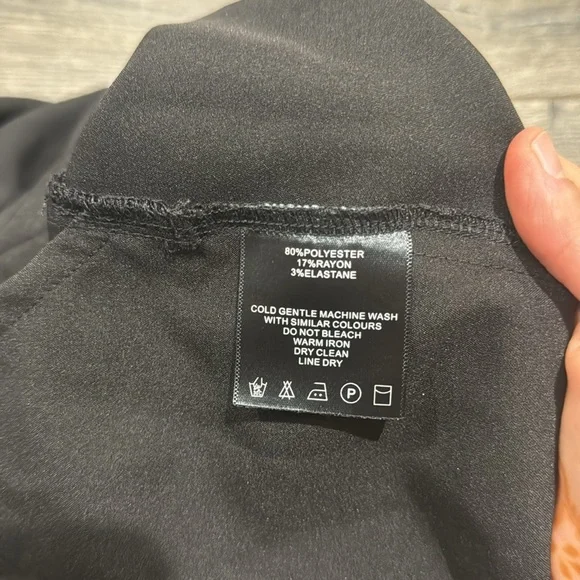 80%POLYESTER
17%RAYON
3%ELASTANE
COLD GENTLE MACHINE WASH
WITH SIMILAR COLOURS
DO NOT BLEACH
WARM IRON
DRY CLEAN
LINE DRY
P